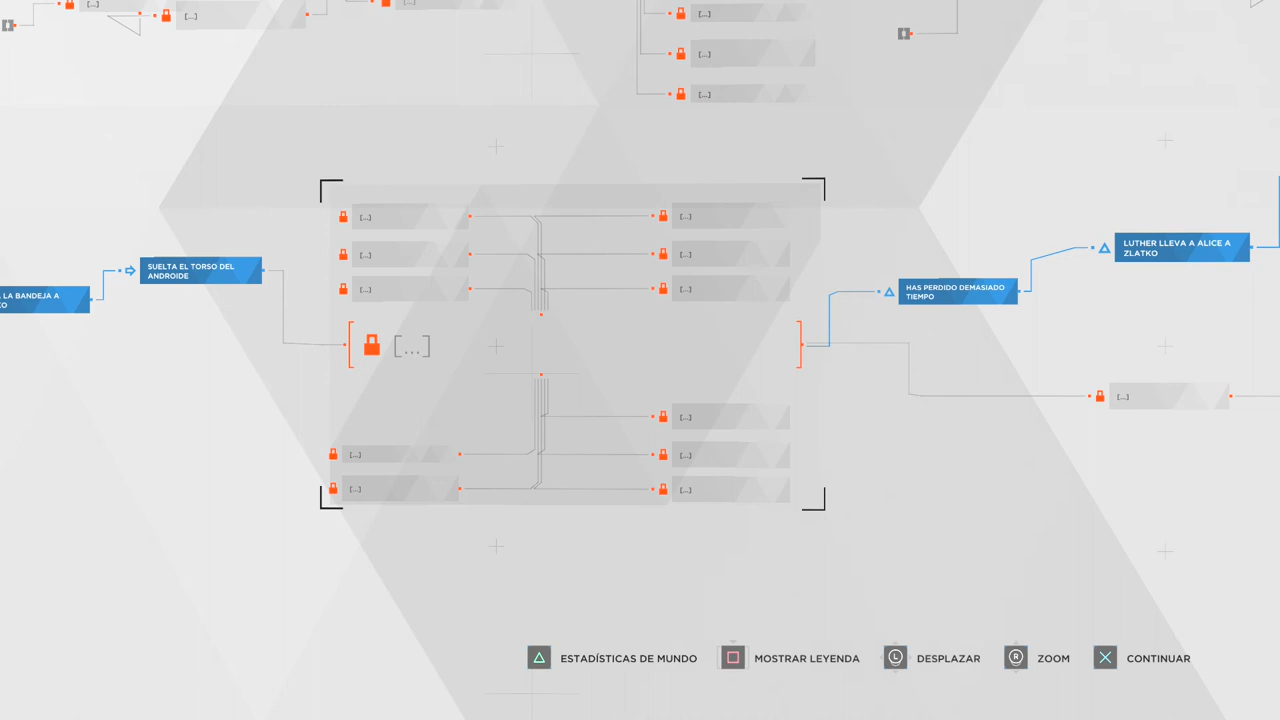 [...]
[...]
[...]
[...]
[...]
[...]
[...]
[...]
[...]
[...]
[...]
[...]
SUELTA EL TORSO DEL
ANDROIDE
LA BANDEJA A
[...]
[...]
HAS PERDIDO DEMASIADO
TIEMPO
LUTHER LLEVA A ALICE A
ZLATKO
[...]
[...]
[...]
[...]
[...]
[...]
[...]
ESTADÍSTICAS DE MUNDO
MOSTRAR LEYENDA
L
DESPLAZAR
R
ZOOM
CONTINUAR